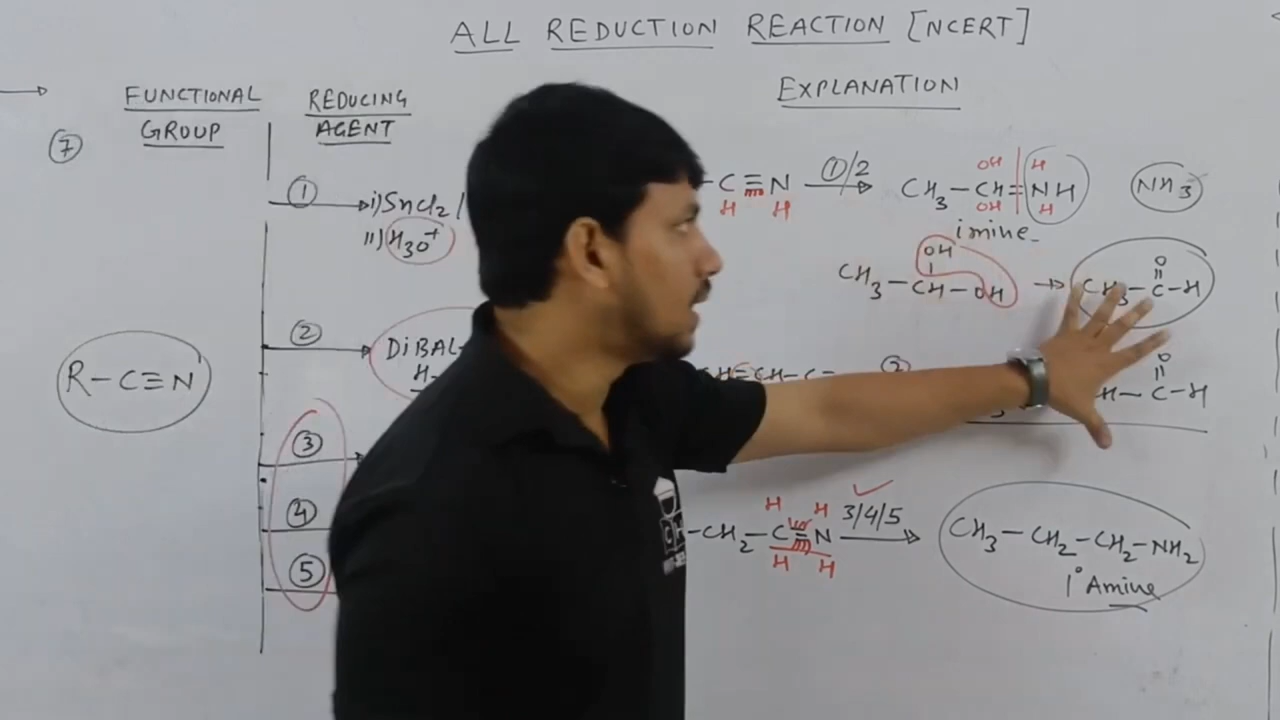 ALL REDUCTION REACTION [NCERT]
FUNCTIONAL GROUP
REDUCING AGENT
EXPLANATION
⑦
R-C≡N
① i) SnCl2 /
ii) H3O+
② DiBAL-
H
③
④
⑤
-C≡N ①/2 CH3-CH=NH NH3
H H
OH H
OH H
imine
CH3-CH-OH → CH3-C-H
OH
O
O
C-H
-CH2-C≡N 3/4/5 CH3-CH2-CH2-NH2
H H
H H
1° Amine